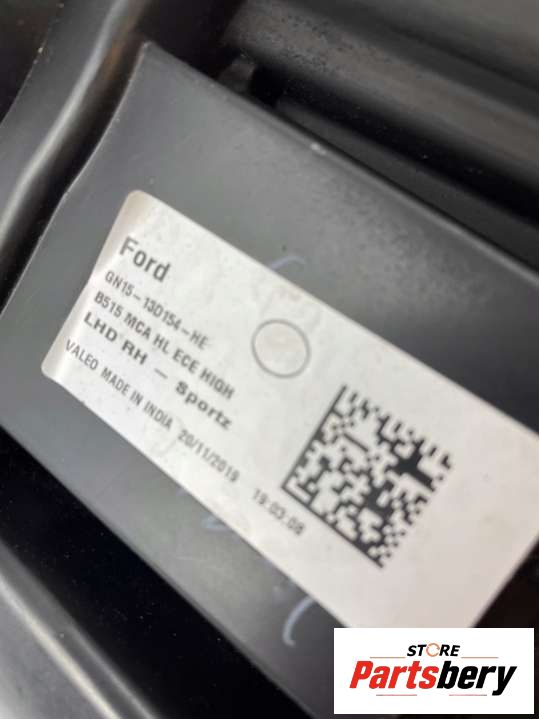 Ford
GN15-13D154-HE
B515 MCA HL ECE HIGH
LHD RH - Sportz
VALEO MADE IN INDIA 20/11/2019 19:03:08
STORE
Partsbery